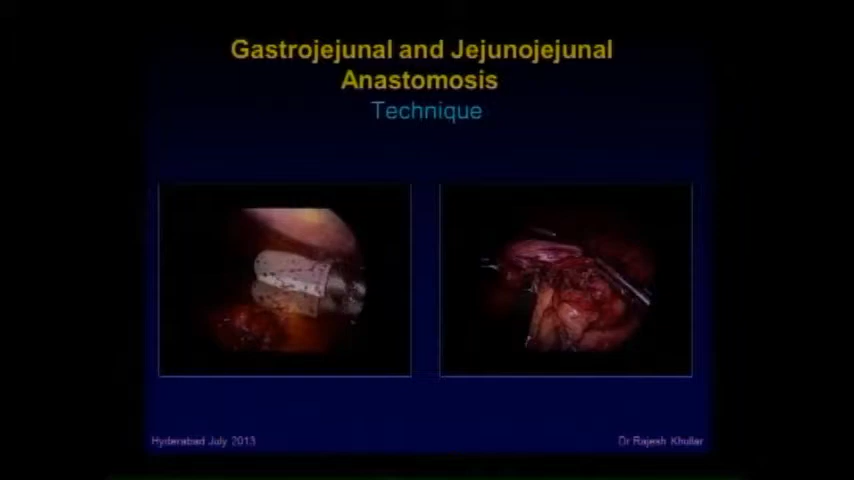 Gastrojejunal and Jejunojejunal
Anastomosis
Technique
Hyderabad July 2013
Dr Rajesh Khullar